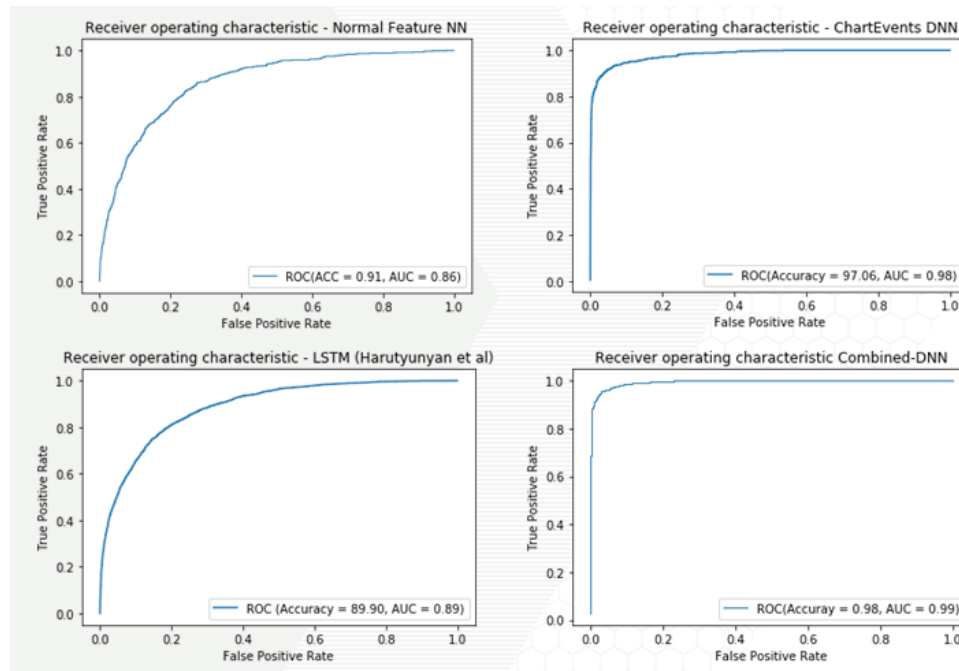 Receiver operating characteristic - Normal Feature NN
True Positive Rate
1.0
0.8
0.6
0.4
0.2
0.0
ROC(ACC = 0.91, AUC = 0.86)
0.0 0.2 0.4 0.6 0.8 1.0
False Positive Rate
Receiver operating characteristic - ChartEvents DNN
True Positive Rate
1.0
0.8
0.6
0.4
0.2
0.0
ROC(Accuracy = 97.06, AUC = 0.98)
0.0 0.2 0.4 0.6 0.8 1.0
False Positive Rate
Receiver operating characteristic - LSTM (Harutyunyan et al)
True Positive Rate
1.0
0.8
0.6
0.4
0.2
0.0
ROC (Accuracy = 89.90, AUC = 0.89)
0.0 0.2 0.4 0.6 0.8 1.0
False Positive Rate
Receiver operating characteristic Combined-DNN
True Positive Rate
1.0
0.8
0.6
0.4
0.2
0.0
ROC(Accuray = 0.98, AUC = 0.99)
0.0 0.2 0.4 0.6 0.8 1.0
False Positive Rate